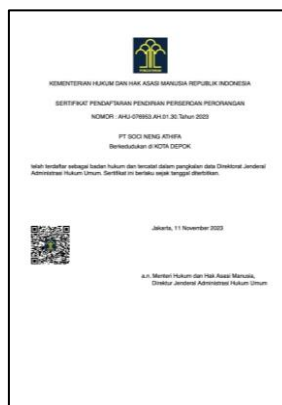 KEMENTERIAN HUKUM DAN HAK ASASI MANUSIA REPUBLIK INDONESIA
SERTIFIKAT PENDAFTARAN PENDIRIAN PERSEROAN PERORANGAN
NOMOR : AHU-076953.AH.01.30.Tahun 2023
PT SOCI NENG ATHIFA
Berkedudukan di KOTA DEPOK
telah terdaftar sebagai badan hukum dan tercatat dalam pangkalan data Direktorat Jenderal
Administrasi Hukum Umum. Sertifikat ini berlaku sejak tanggal diterbitkan.
Jakarta, 11 November 2023
a.n. Menteri Hukum dan Hak Asasi Manusia,
Direktur Jenderal Administrasi Hukum Umum